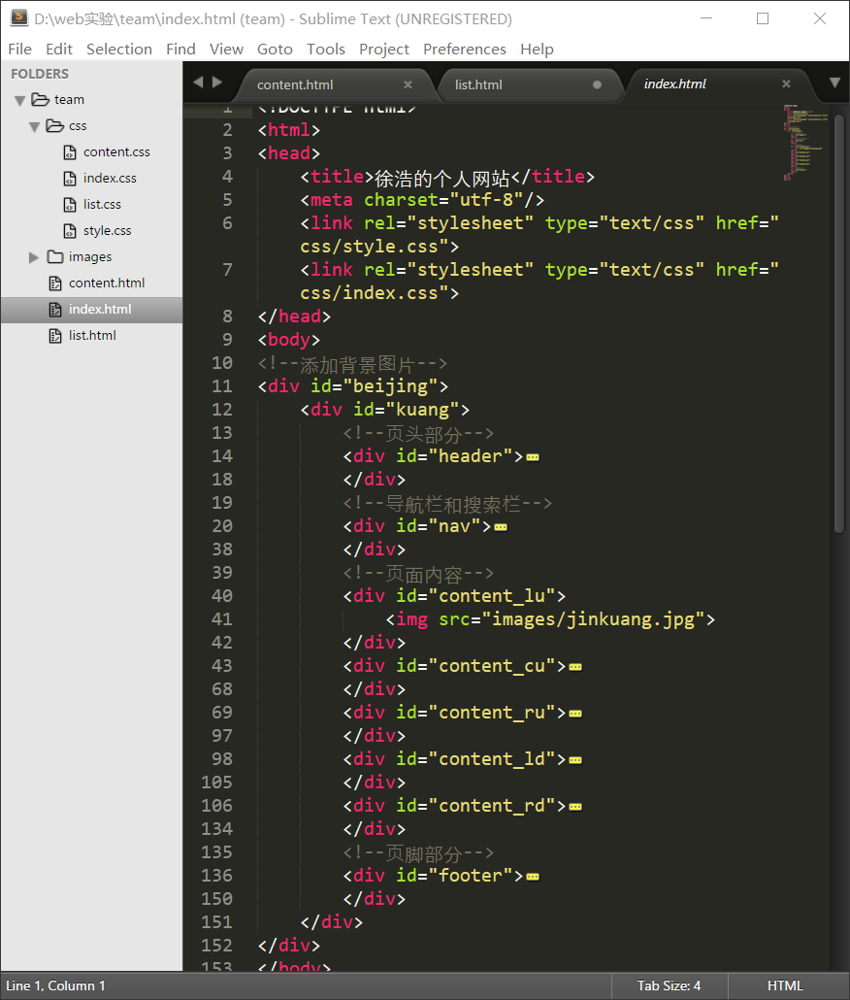 D:\web实验\team\index.html (team) - Sublime Text (UNREGISTERED)
File Edit Selection Find View Goto Tools Project Preferences Help
FOLDERS
team
css
content.css
index.css
list.css
style.css
images
content.html
index.html
list.html
content.html × list.html index.html ×
1 <!DOCTYPE html>
2 <html>
3 <head>
4 <title>徐浩的个人网站</title>
5 <meta charset="utf-8"/>
6 <link rel="stylesheet" type="text/css" href="
css/style.css">
7 <link rel="stylesheet" type="text/css" href="
css/index.css">
8 </head>
9 <body>
10 <!--添加背景图片-->
11 <div id="beijing">
12 <div id="kuang">
13 <!--页头部分-->
14 <div id="header">
18 </div>
19 <!--导航栏和搜索栏-->
20 <div id="nav">
38 </div>
39 <!--页面内容-->
40 <div id="content_lu">
41 <img src="images/jinkuang.jpg">
42 </div>
43 <div id="content_cu">
68 </div>
69 <div id="content_ru">
97 </div>
98 <div id="content_ld">
105 </div>
106 <div id="content_rd">
134 </div>
135 <!--页脚部分-->
136 <div id="footer">
150 </div>
151 </div>
152 </div>
153 </body>
Line 1, Column 1 Tab Size: 4 HTML